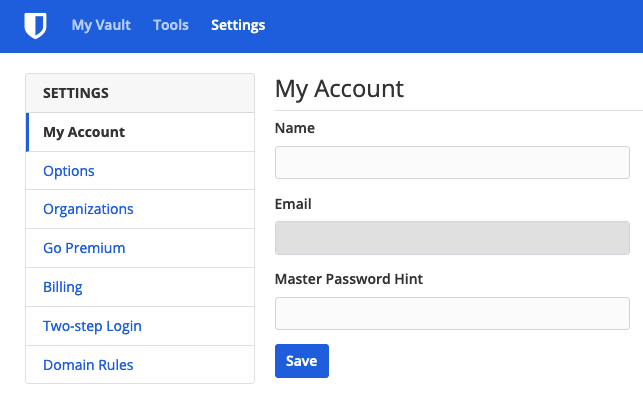 My Vault Tools Settings
SETTINGS
My Account
Options
Organizations
Go Premium
Billing
Two-step Login
Domain Rules
My Account
Name
Email
Master Password Hint
Save